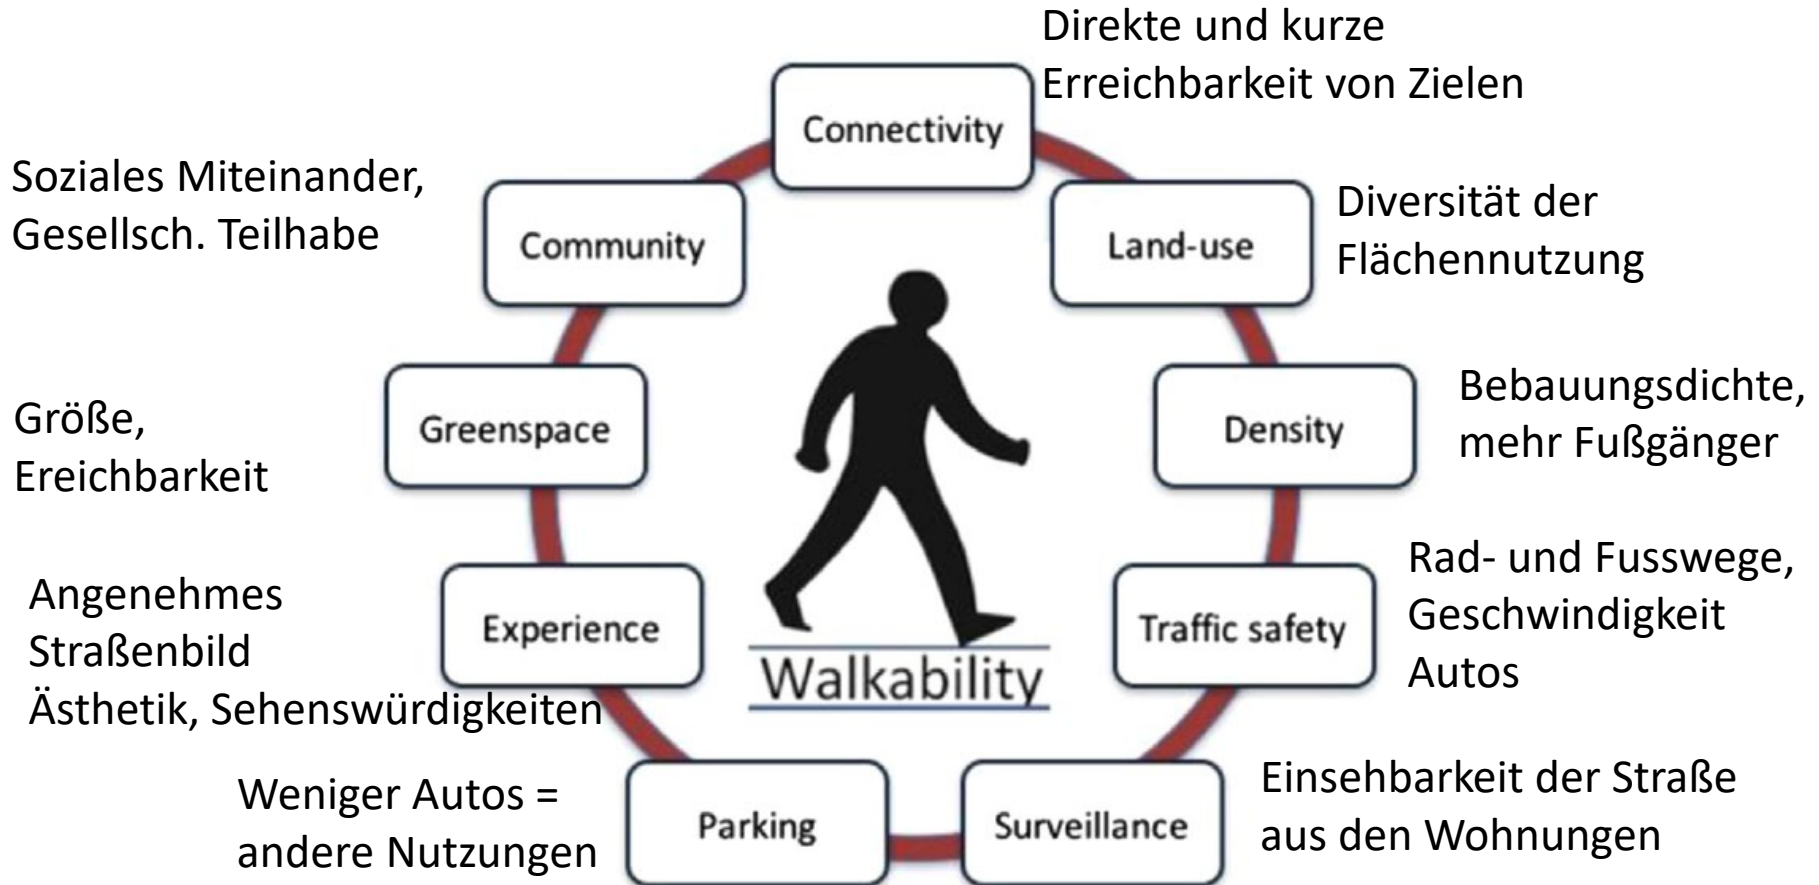 Direkte und kurze
Erreichbarkeit von Zielen
Connectivity
Soziales Miteinander,
Gesellsch. Teilhabe
Community
Land-use
Diversität der
Flächennutzung
Größe,
Ereichbarkeit
Greenspace
Density
Bebauungsdichte,
mehr Fußgänger
Angenehmes
Straßenbild
Ästhetik, Sehenswürdigkeiten
Experience
Walkability
Traffic safety
Rad- und Fusswege,
Geschwindigkeit
Autos
Weniger Autos =
andere Nutzungen
Parking
Surveillance
Einsehbarkeit der Straße
aus den Wohnungen